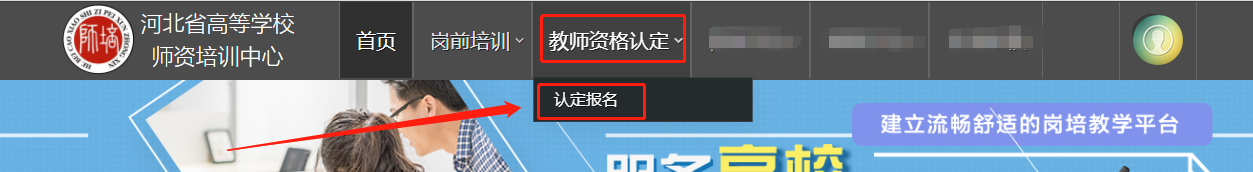 河北省高等学校
师资培训中心
首页
岗前培训
教师资格认定
认定报名
建立流畅舒适的岗培教学平台